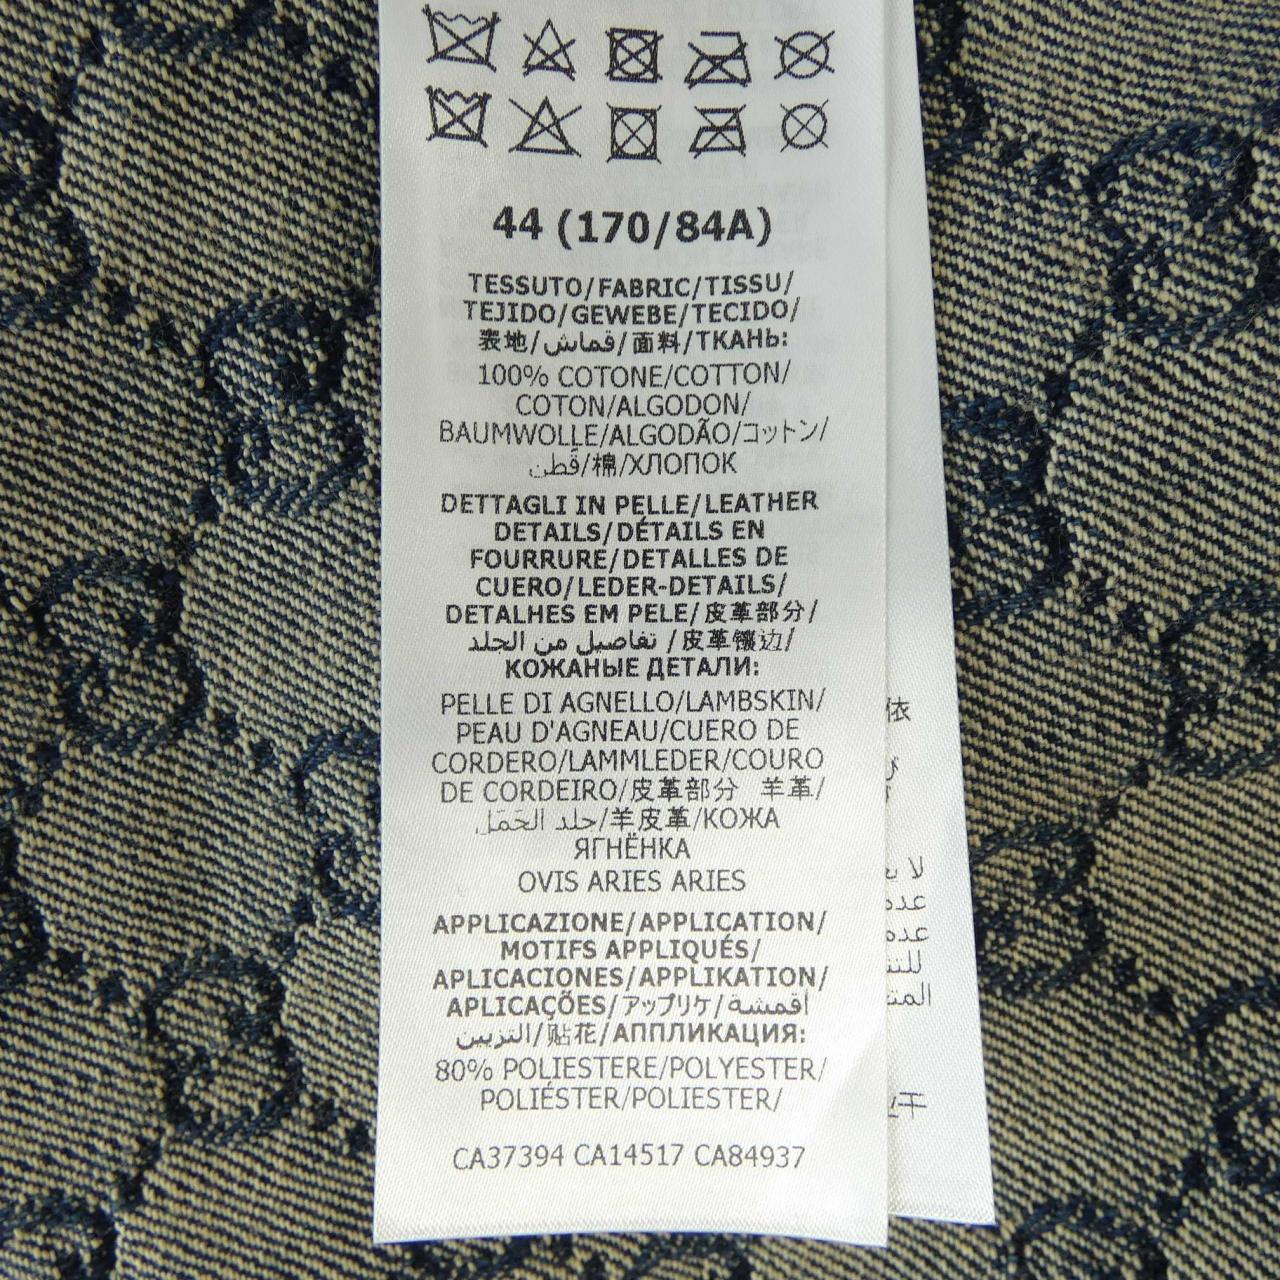 44 (170/84A)
TESSUTO/FABRIC/TISSU/
TEJIDO/GEWEBE/TECIDO/
表地/قماش/面料/ТКАНЬ:
100% COTONE/COTTON/
COTON/ALGODON/
BAUMWOLLE/ALGODÃO/コットン/
قُطن/棉/ХЛОПОК
DETTAGLI IN PELLE/LEATHER
DETAILS/DÉTAILS EN
FOURRURE/DETALLES DE
CUERO/LEDER-DETAILS/
DETALHES EM PELE/皮革部分/
تفاصيل من الجلد /皮革镶边/
КОЖАНЫЕ ДЕТАЛИ:
PELLE DI AGNELLO/LAMBSKIN/
PEAU D'AGNEAU/CUERO DE
CORDERO/LAMMLEDER/COURO
DE CORDEIRO/皮革部分 羊革/
جلد الحَمَل/羊皮革/КОЖА
ЯГНЁНКА
OVIS ARIES ARIES
APPLICAZIONE/APPLICATION/
MOTIFS APPLIQUÉS/
APLICACIONES/APPLIKATION/
APLICAÇÕES/アップリケ/أقمشة
التزيين/贴花/АППЛИКАЦИЯ:
80% POLIESTERE/POLYESTER/
POLIÉSTER/POLIESTER/
CA37394 CA14517 CA84937
依
لا